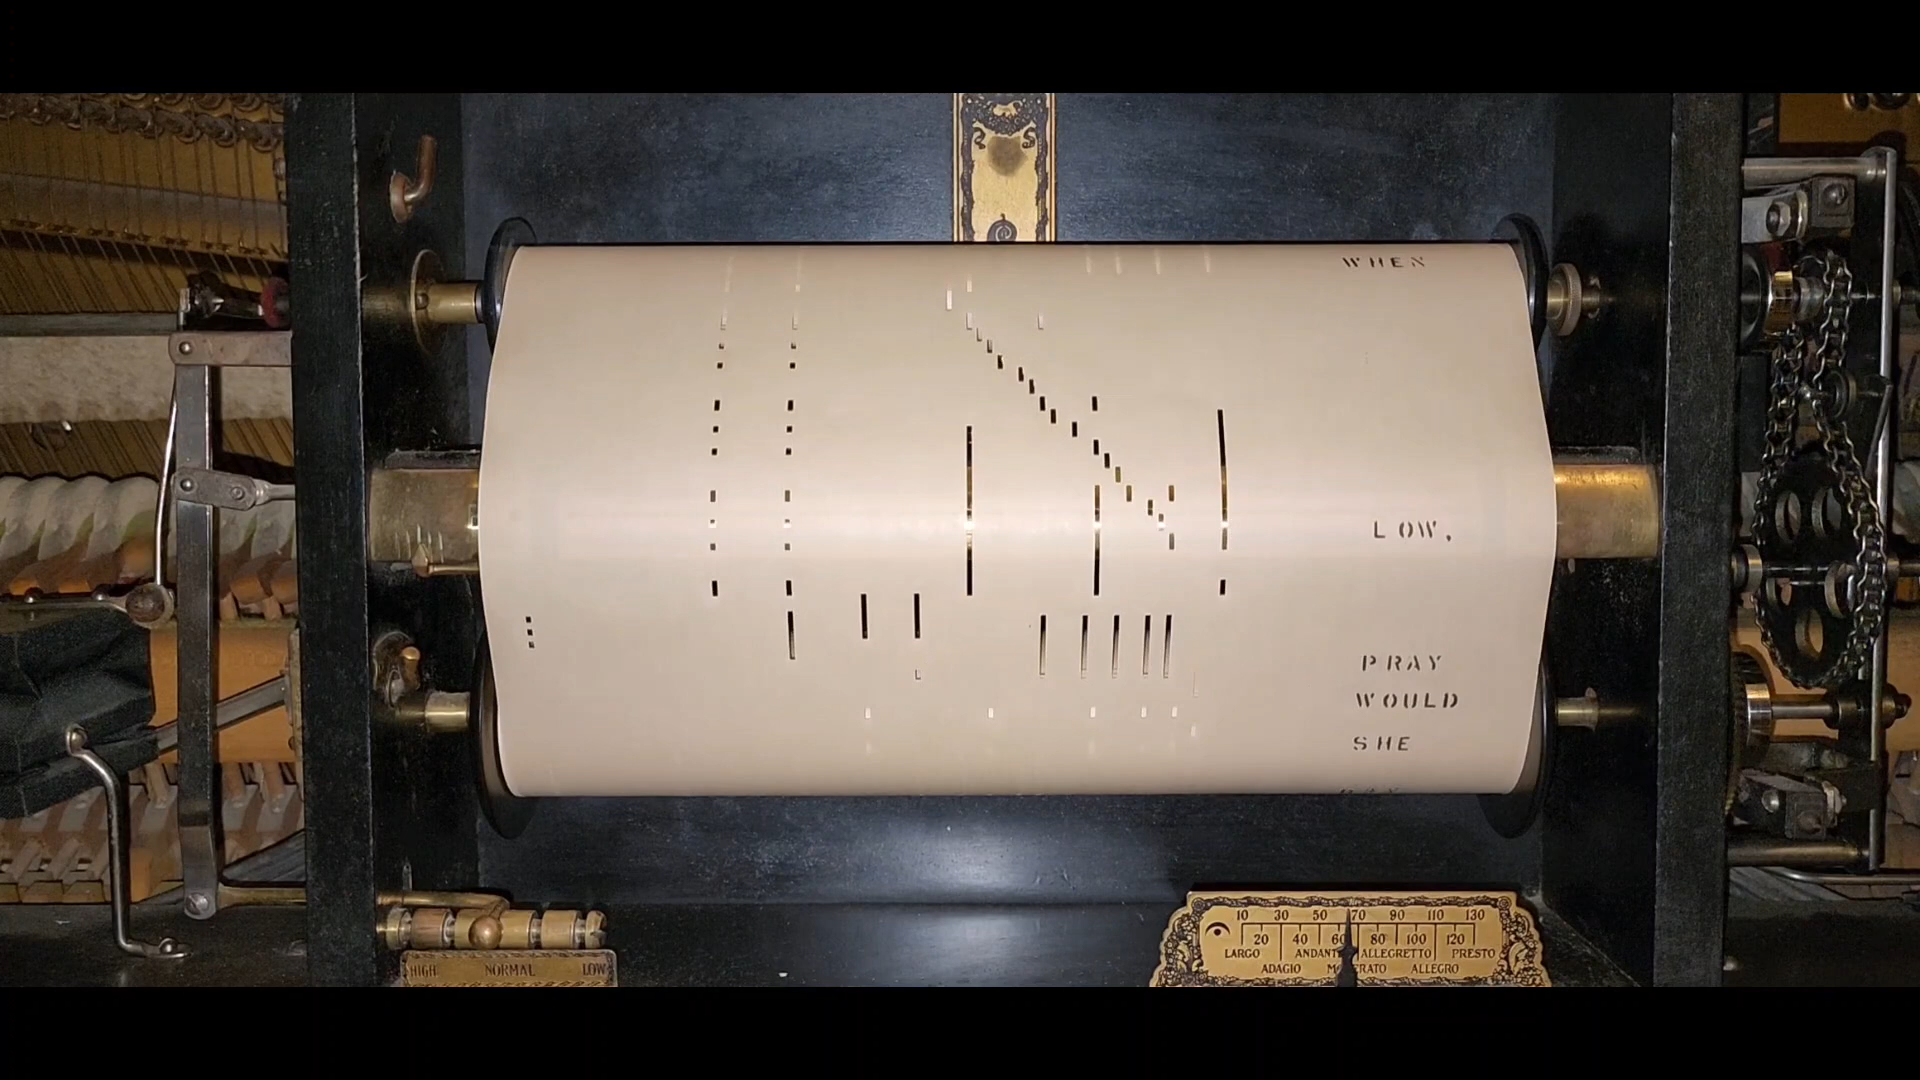 WHEN
LOW,
PRAY
WOULD
SHE
HIGH NORMAL LOW
10 30 50 70 90 110 130
20 40 60 80 100 120
LARGO ANDANTE ALLEGRETTO PRESTO
ADAGIO MODERATO ALLEGRO